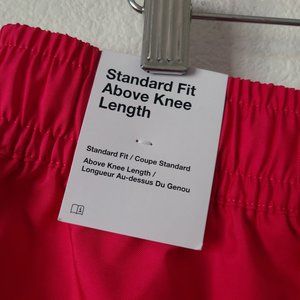 Standard Fit
Above Knee
Length
Standard Fit / Coupe Standard
Above Knee Length /
Longueur Au-dessus Du Genou